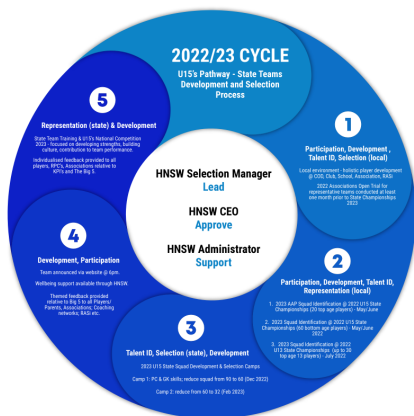 2022/23 CYCLE
U15's Pathway - State Teams
Development and Selection
Process
1
Participation, Development ,
Talent ID, Selection (local)
Local environment - holistic player development
@ COD, Club, School, Association, RASi
2022 Associations Open Trial for
representative teams conducted at least
one month prior to State Championships
2023
2
Participation, Development, Talent ID,
Representation (local)
1. 2023 AAP Squad Identification @ 2022 U15 State
Championships (20 top age players) - May/June
2. 2023 Squad Identification @ 2022 U15 State
Championships (60 bottom age players) - May/June
2022
3. 2023 Squad Identification @ 2022
U13 State Championships (up to 30
top age 13 players) - July 2022
3
Talent ID, Selection (state), Development
2023 U15 State Squad Development & Selection Camps
Camp 1: PC & GK skills; reduce squad from 90 to 60 (Dec 2022)
Camp 2: reduce from 60 to 32 (Feb 2023)
4
Development, Participation
Team announced via website @ 6pm.
Wellbeing support available through HNSW.
Themed feedback provided
relative to Big 5 to all Players/
Parents, Associations; Coaching
networks; RASi etc.
5
Representation (state) & Development
State Team Training & U15's National Competition
2023 - focused on developing strengths, building
culture, contribution to team performance.
Individualised feedback provided to all
players, RPC's, Associations relative to
KPI's and The Big 5.
HNSW Selection Manager
Lead
HNSW CEO
Approve
HNSW Administrator
Support